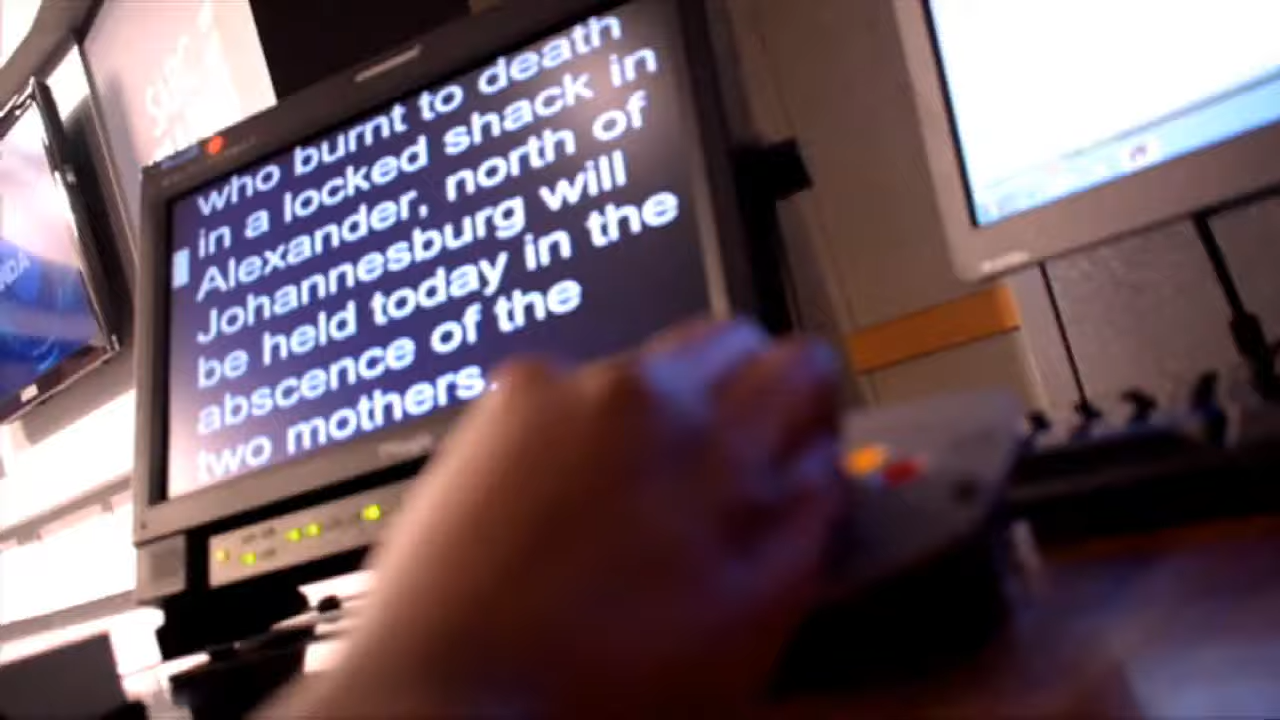 who burnt to death
in a locked shack in
Alexander, north of
Johannesburg will
be held today in the
abscence of the
two mothers.